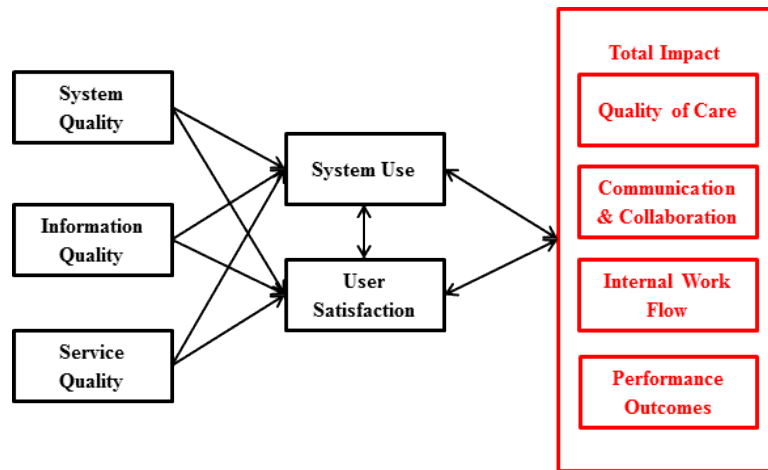 System
Quality
Information
Quality
Service
Quality
System Use
User
Satisfaction
Total Impact
Quality of Care
Communication
& Collaboration
Internal Work
Flow
Performance
Outcomes